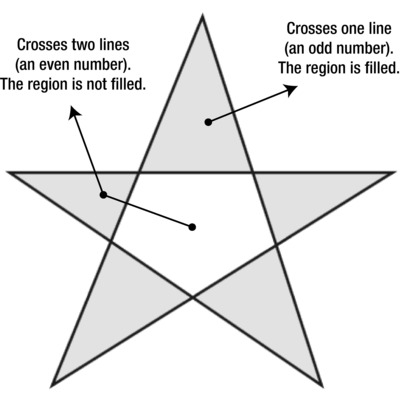 Crosses two lines
(an even number).
The region is not filled.
Crosses one line
(an odd number).
The region is filled.